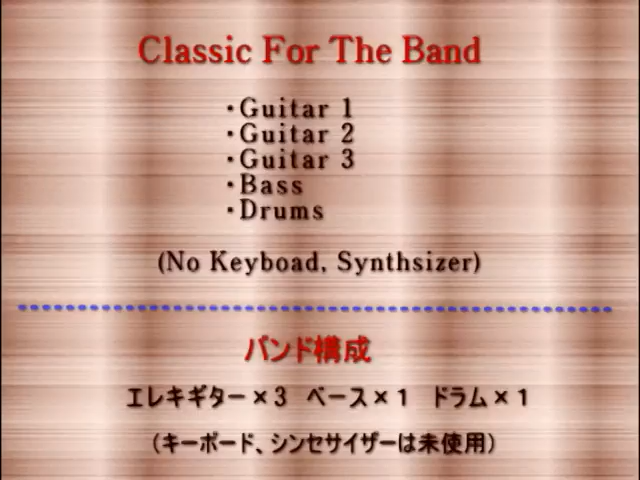 Classic For The Band
・Guitar 1
・Guitar 2
・Guitar 3
・Bass
・Drums
(No Keyboad, Synthsizer)
バンド構成
エレキギター×3 ベース×1 ドラム×1
（キーボード、シンセサイザーは未使用）